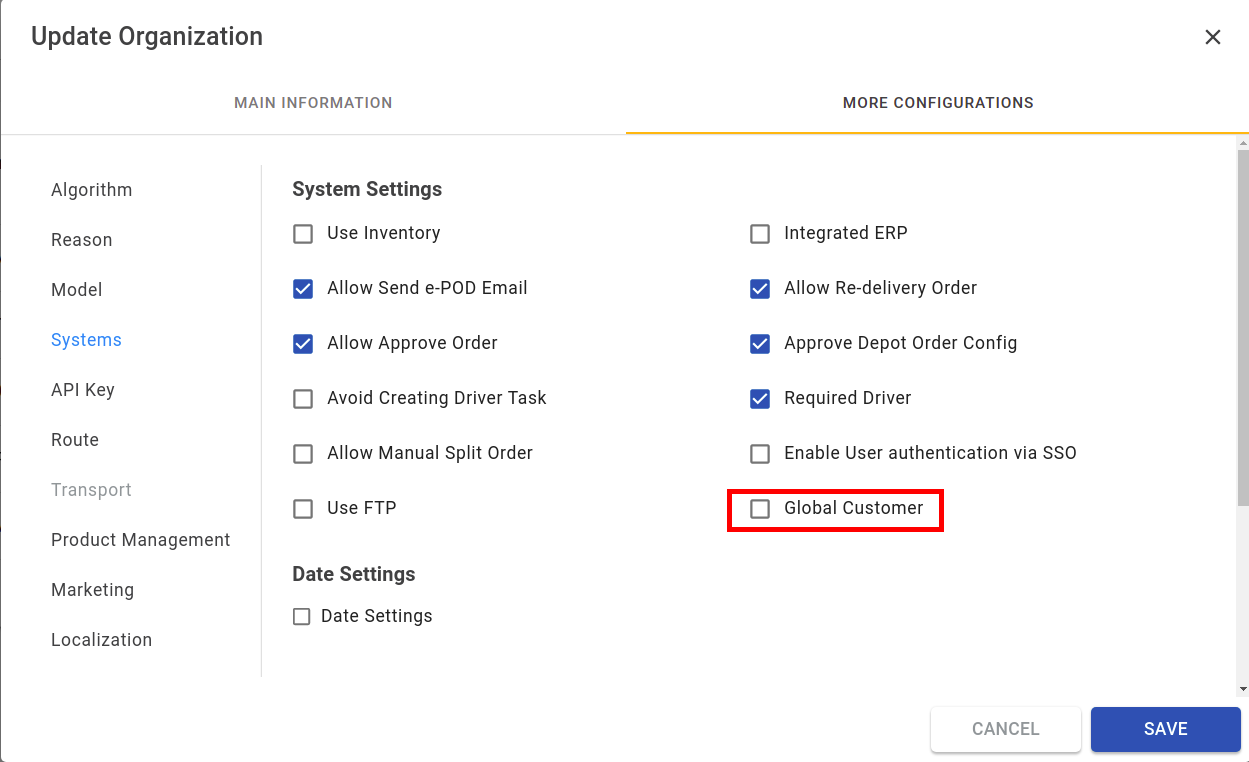 Update Organization
MAIN INFORMATION
MORE CONFIGURATIONS
Algorithm
Reason
Model
Systems
API Key
Route
Transport
Product Management
Marketing
Localization
System Settings
Use Inventory
Integrated ERP
Allow Send e-POD Email
Allow Re-delivery Order
Allow Approve Order
Approve Depot Order Config
Avoid Creating Driver Task
Required Driver
Allow Manual Split Order
Enable User authentication via SSO
Use FTP
Global Customer
Date Settings
Date Settings
CANCEL
SAVE